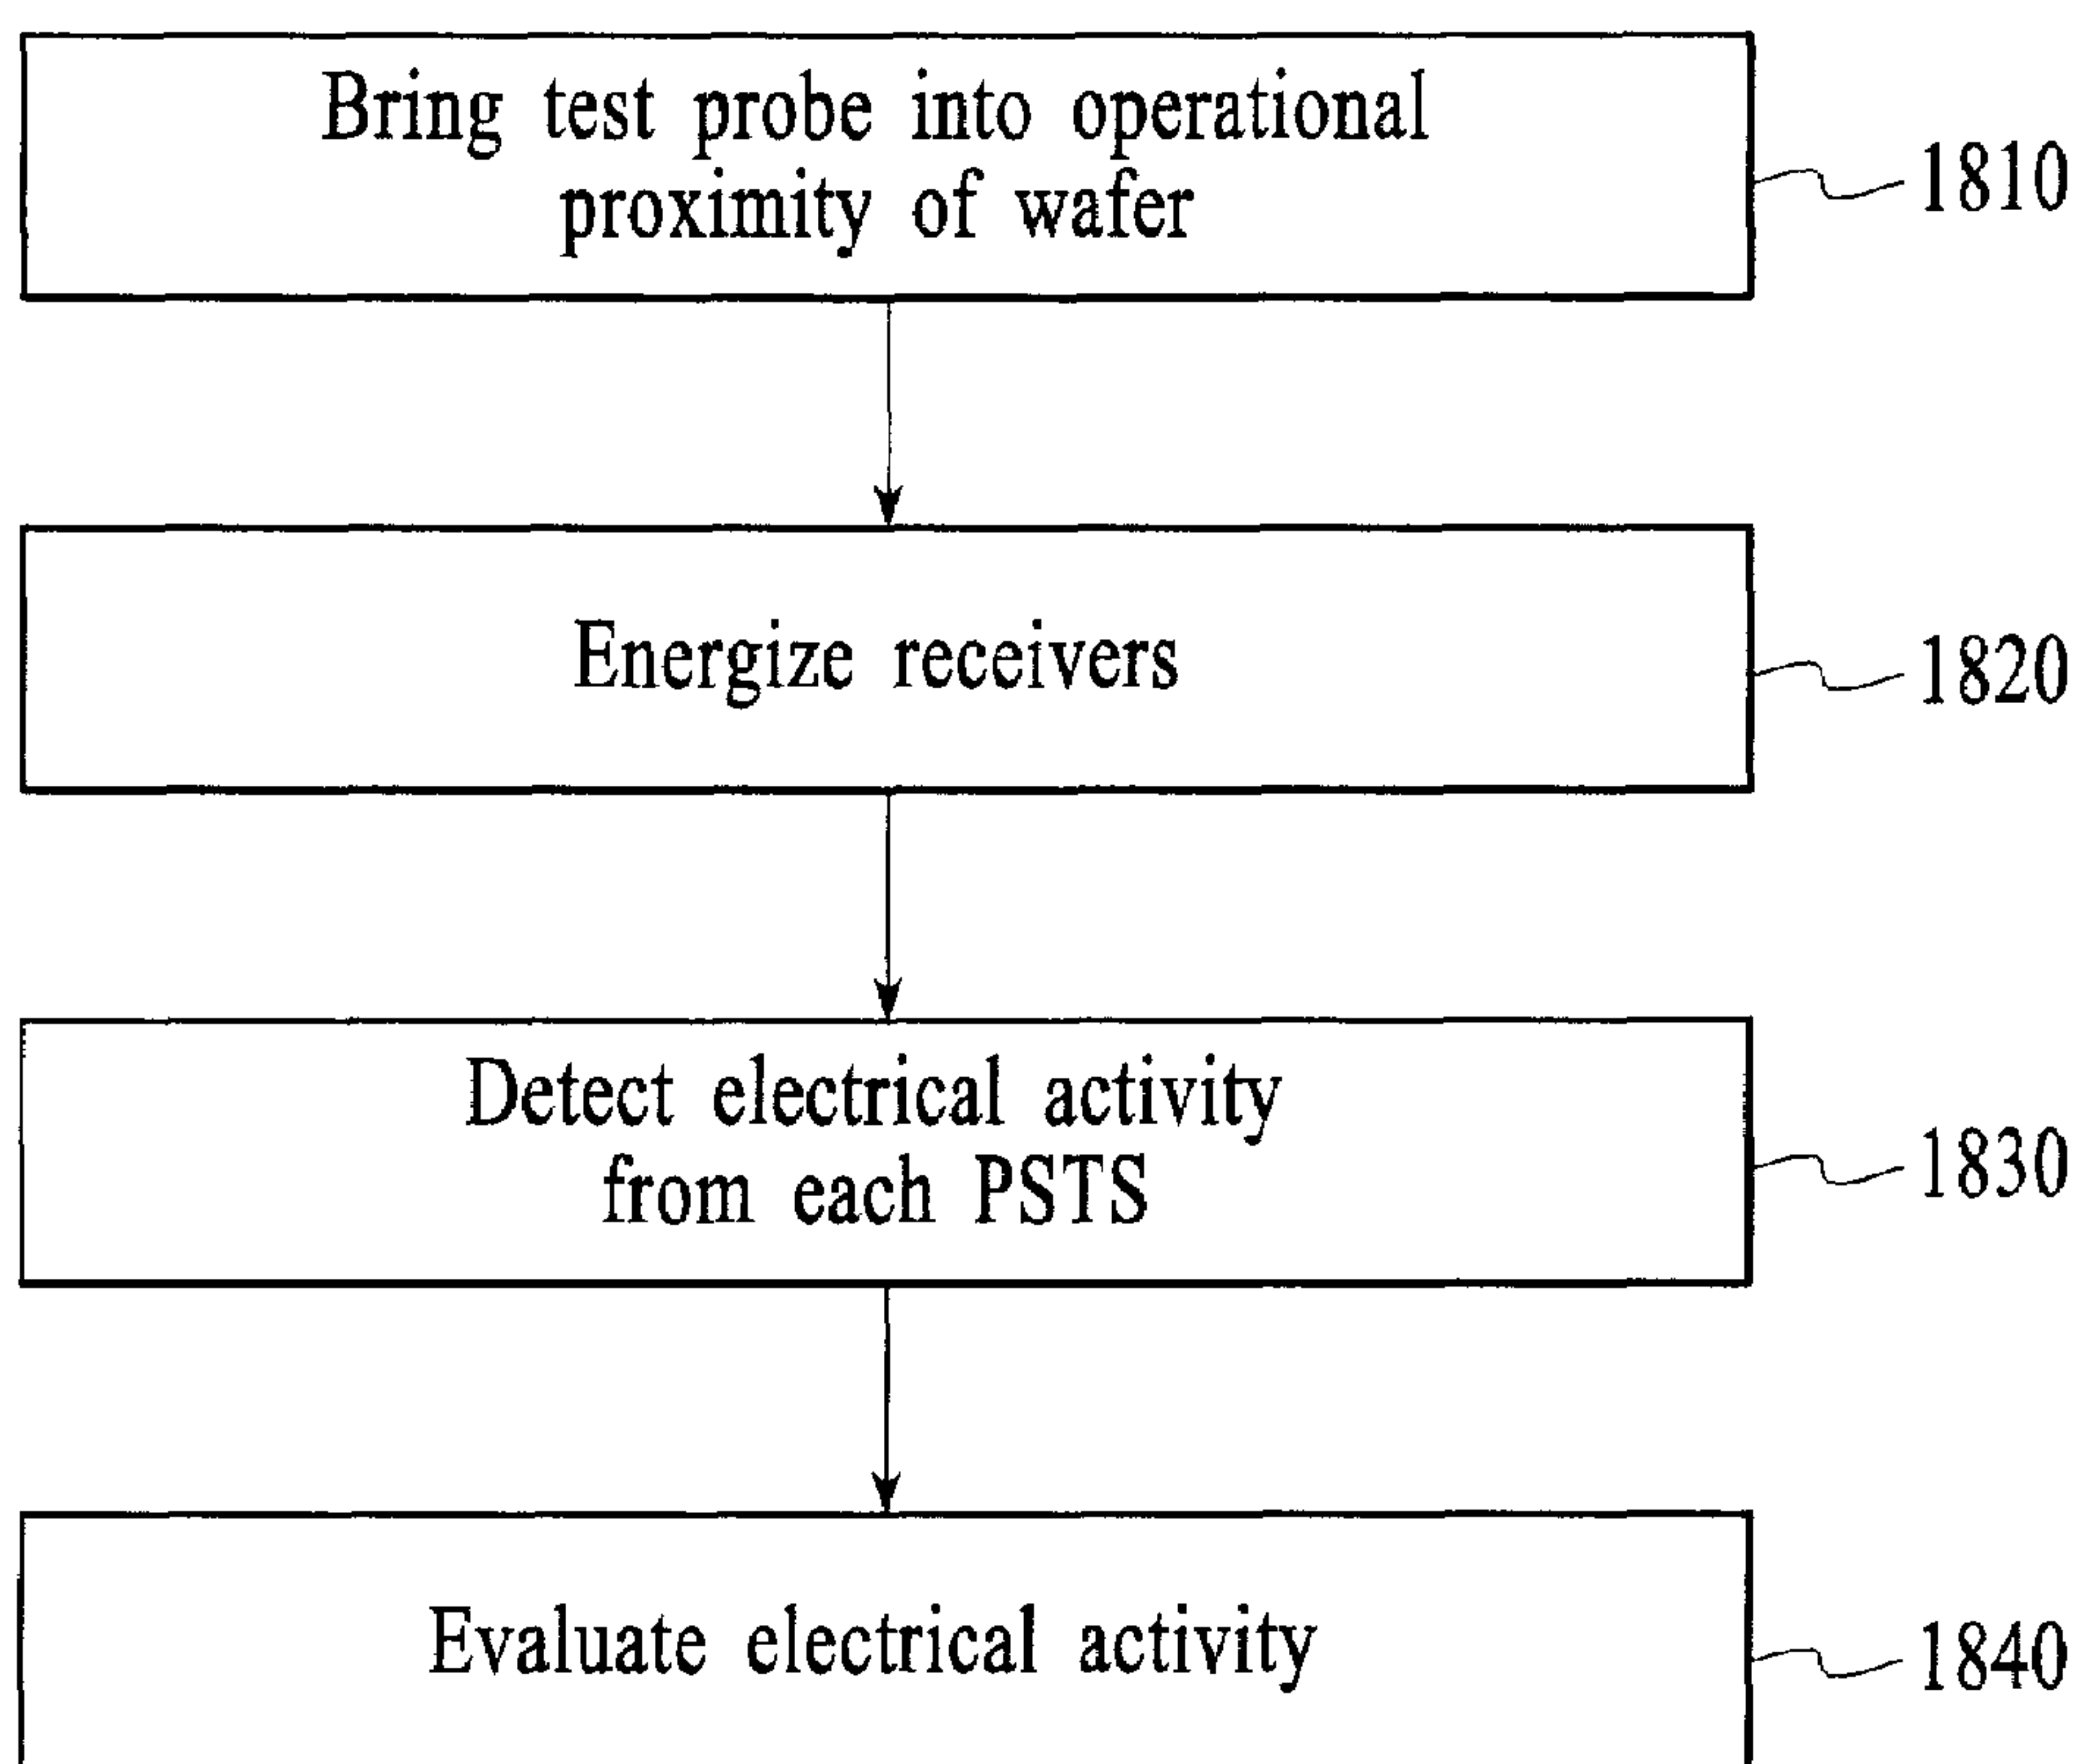 Bring test probe into operational
proximity of wafer
1810
Energize receivers
1820
Detect electrical activity
from each PSTS
1830
Evaluate electrical activity
1840